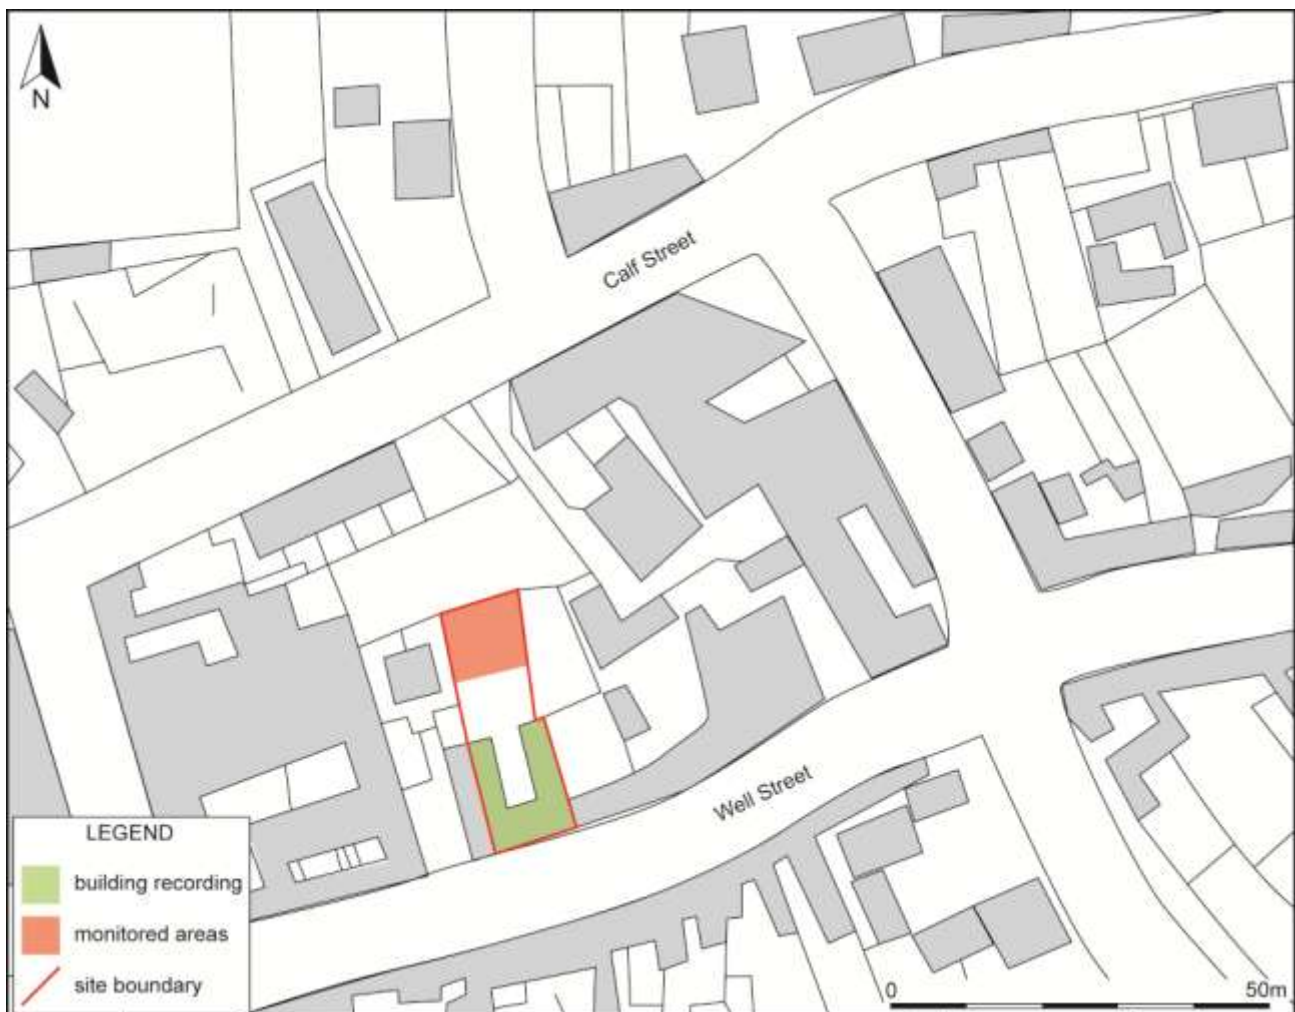 N
Calf Street
Well Street
LEGEND
building recording
monitored areas
site boundary
0 50m